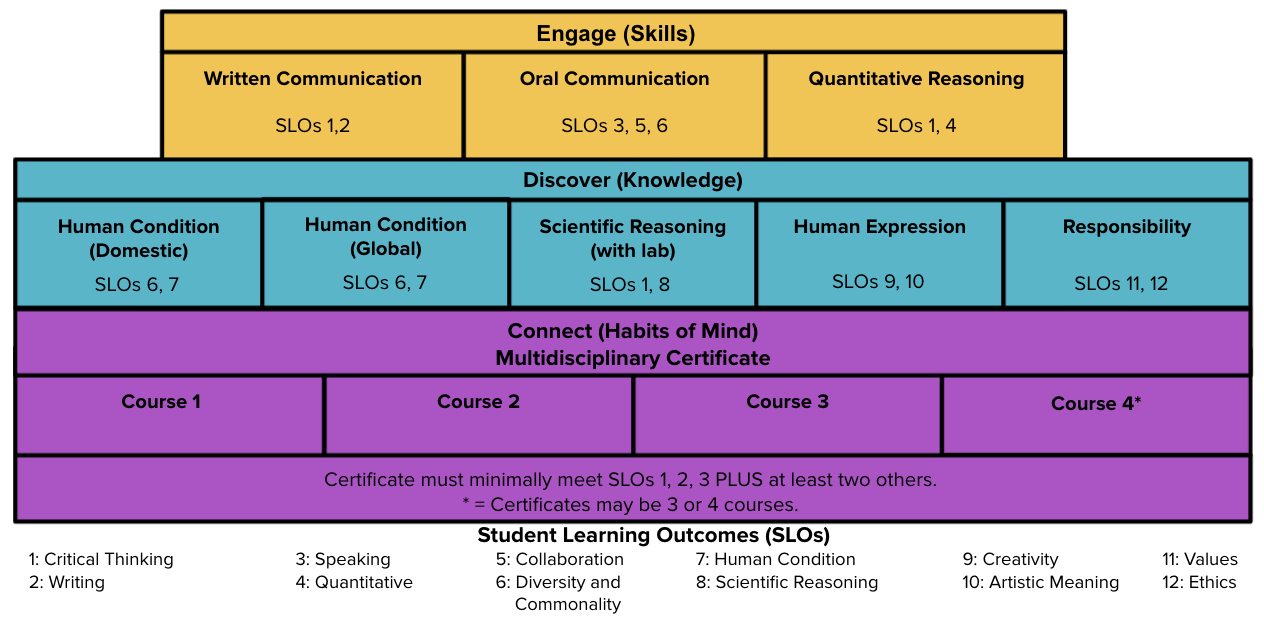 Engage (Skills)
Written Communication
SLOs 1,2
Oral Communication
SLOs 3, 5, 6
Quantitative Reasoning
SLOs 1, 4
Discover (Knowledge)
Human Condition
(Domestic)
SLOs 6, 7
Human Condition
(Global)
SLOs 6, 7
Scientific Reasoning
(with lab)
SLOs 1, 8
Human Expression
SLOs 9, 10
Responsibility
SLOs 11, 12
Connect (Habits of Mind)
Multidisciplinary Certificate
Course 1
Course 2
Course 3
Course 4*
Certificate must minimally meet SLOs 1, 2, 3 PLUS at least two others.
* = Certificates may be 3 or 4 courses.
Student Learning Outcomes (SLOs)
1: Critical Thinking
2: Writing
3: Speaking
4: Quantitative
5: Collaboration
6: Diversity and
Commonality
7: Human Condition
8: Scientific Reasoning
9: Creativity
10: Artistic Meaning
11: Values
12: Ethics